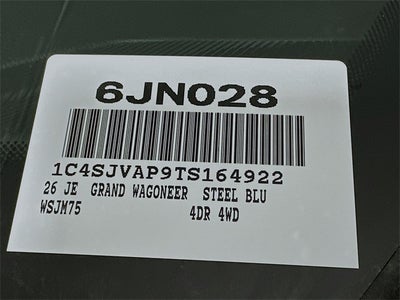 6JN028
1C4SJVAP9TS164922
26 JE GRAND WAGONEER STEEL BLU
WSJM75 4DR 4WD